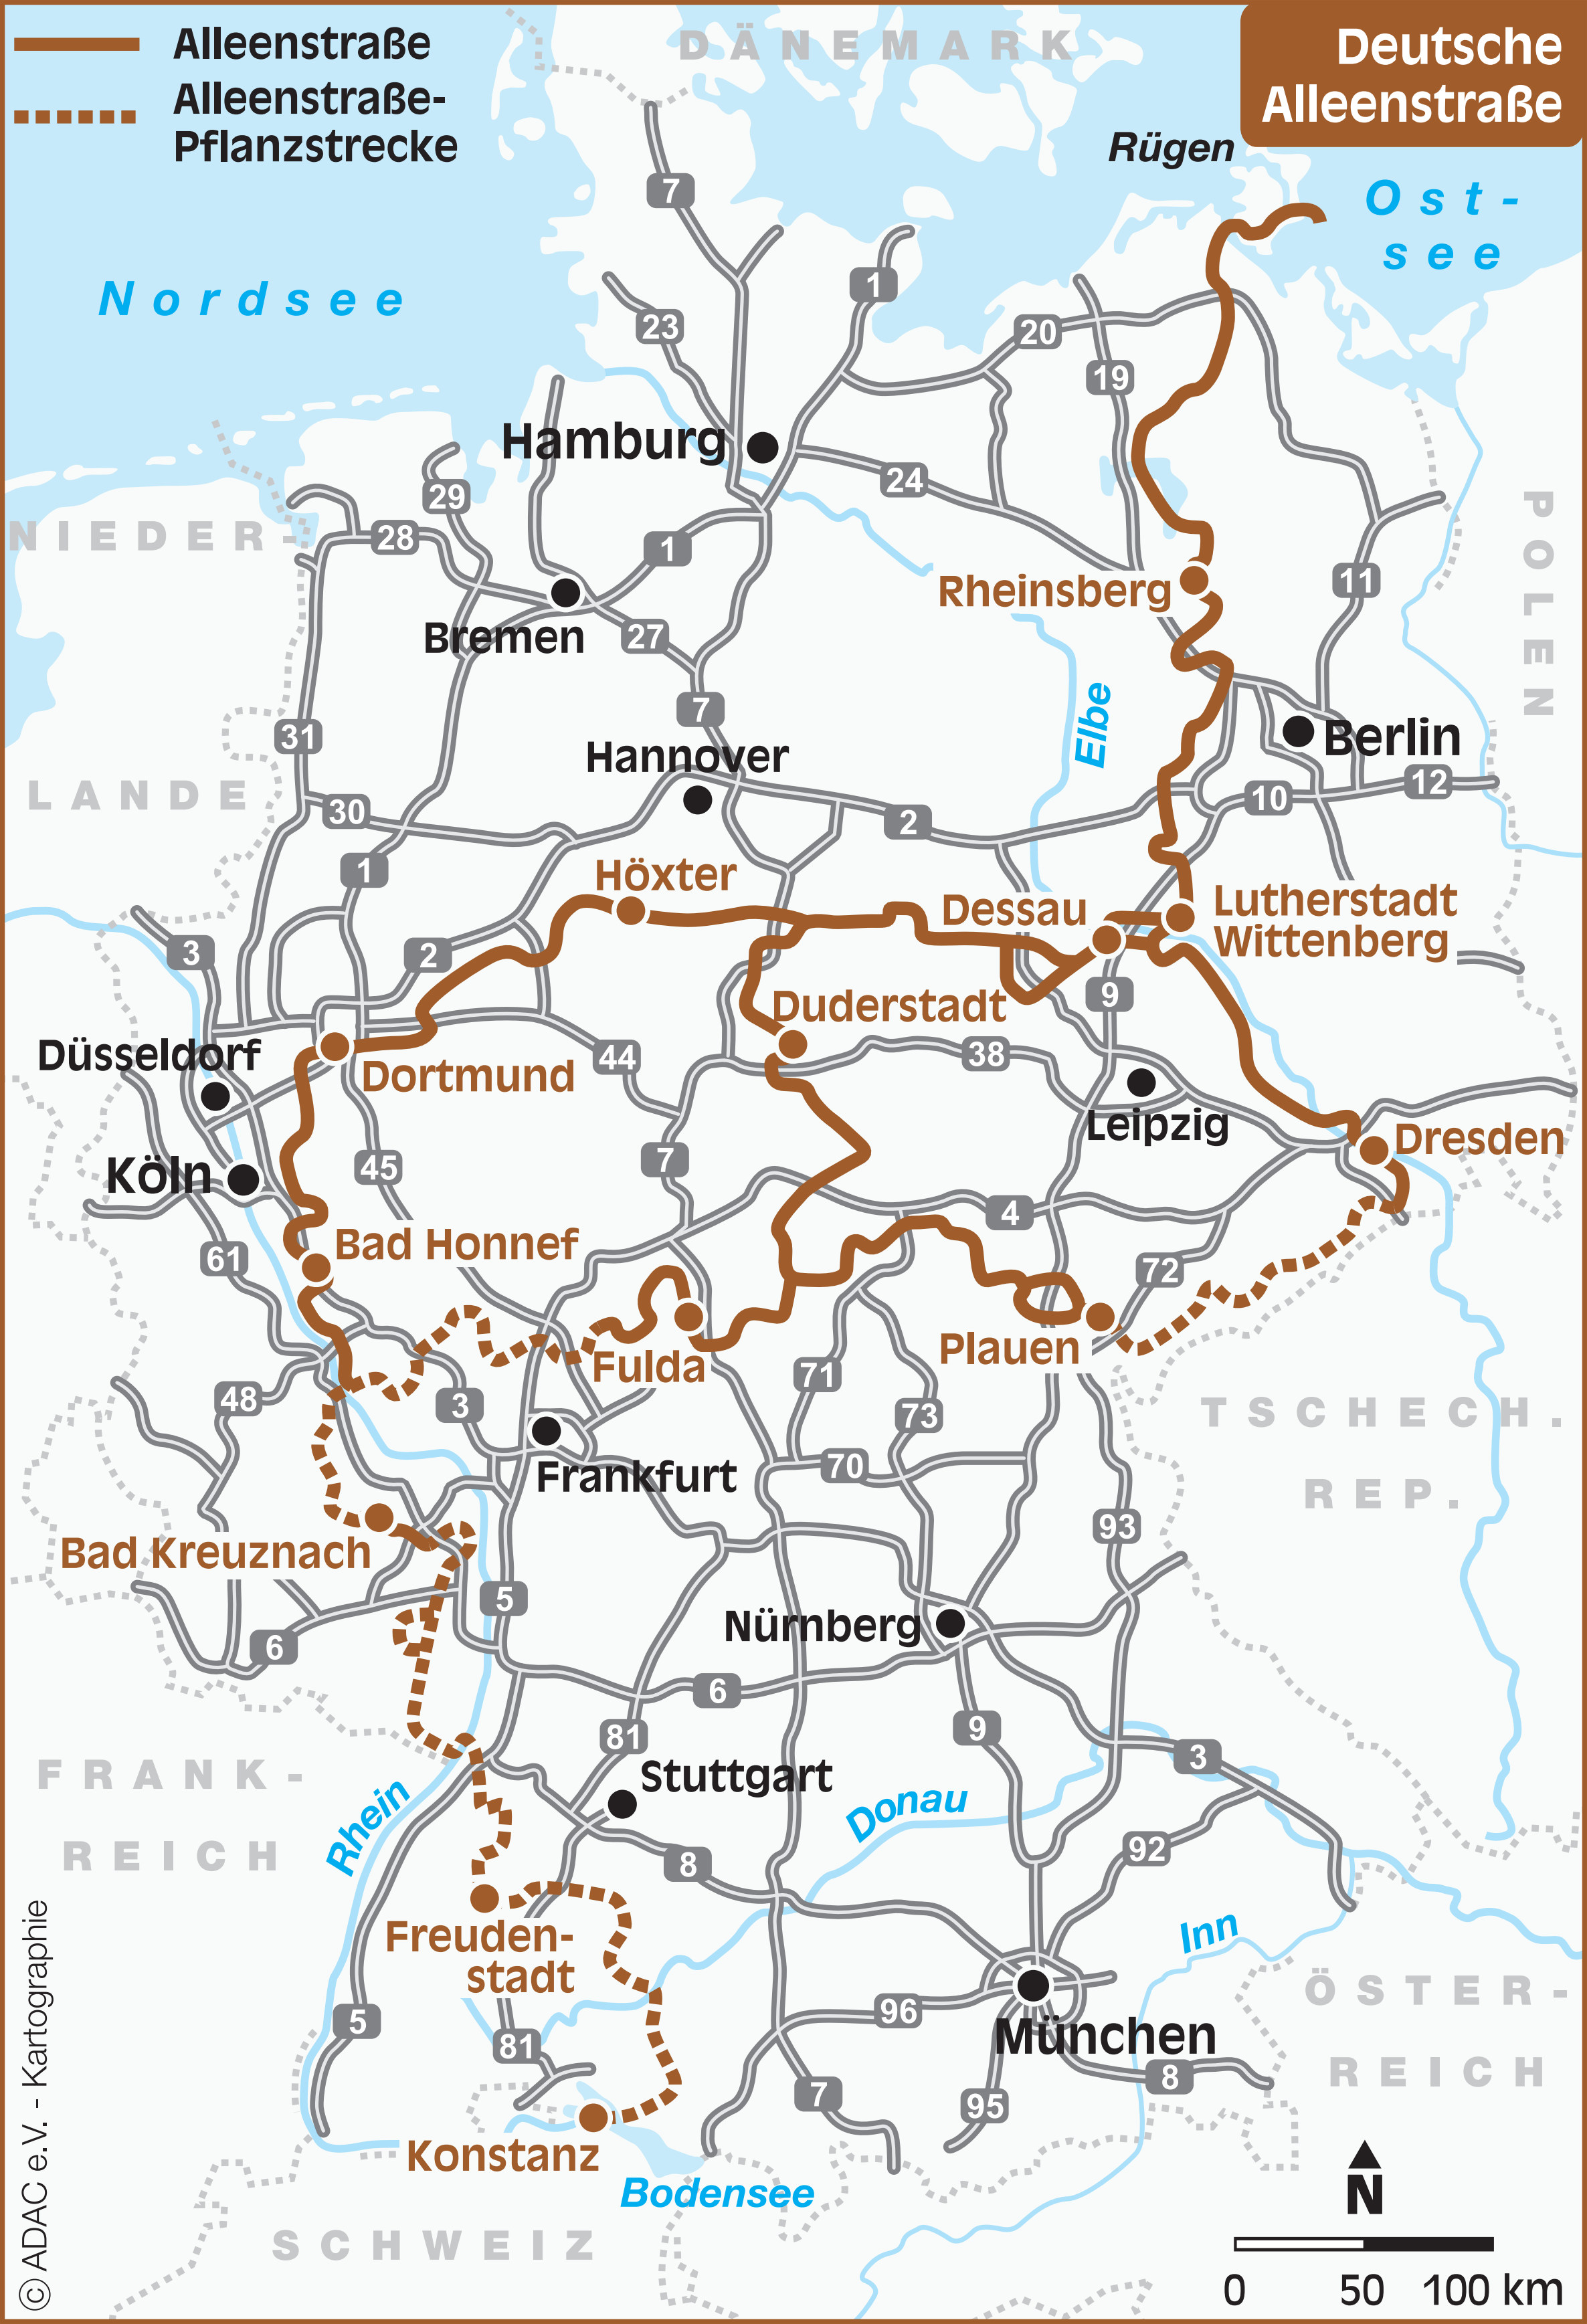 Alleenstraße
Alleenstraße-
Pflanzstrecke
DÄNEMARK
Deutsche
Alleenstraße
Rügen
Ost-
see
Nordsee
7
1
23
20
19
Hamburg
24
29
NIEDER-
28
1
POLEN
11
Rheinsberg
Bremen
27
7
Elbe
31
Hannover
Berlin
LANDE
30
2
10
12
1
Höxter
Dessau
Lutherstadt
Wittenberg
3
2
9
Duderstadt
Düsseldorf
44
38
Dortmund
Leipzig
Dresden
Köln
45
7
4
61
Bad Honnef
72
Plauen
Fulda
71
48
3
73
TSCHECH.
REP.
Frankfurt
70
93
Bad Kreuznach
5
Nürnberg
6
6
81
9
3
Stuttgart
FRANK-
REICH
Rhein
Donau
92
8
Inn
Freuden-
stadt
ÖSTER-
REICH
5
81
96
München
8
7
95
Konstanz
Bodensee
N
SCHWEIZ
0 50 100 km
© ADAC e.V. - Kartographie